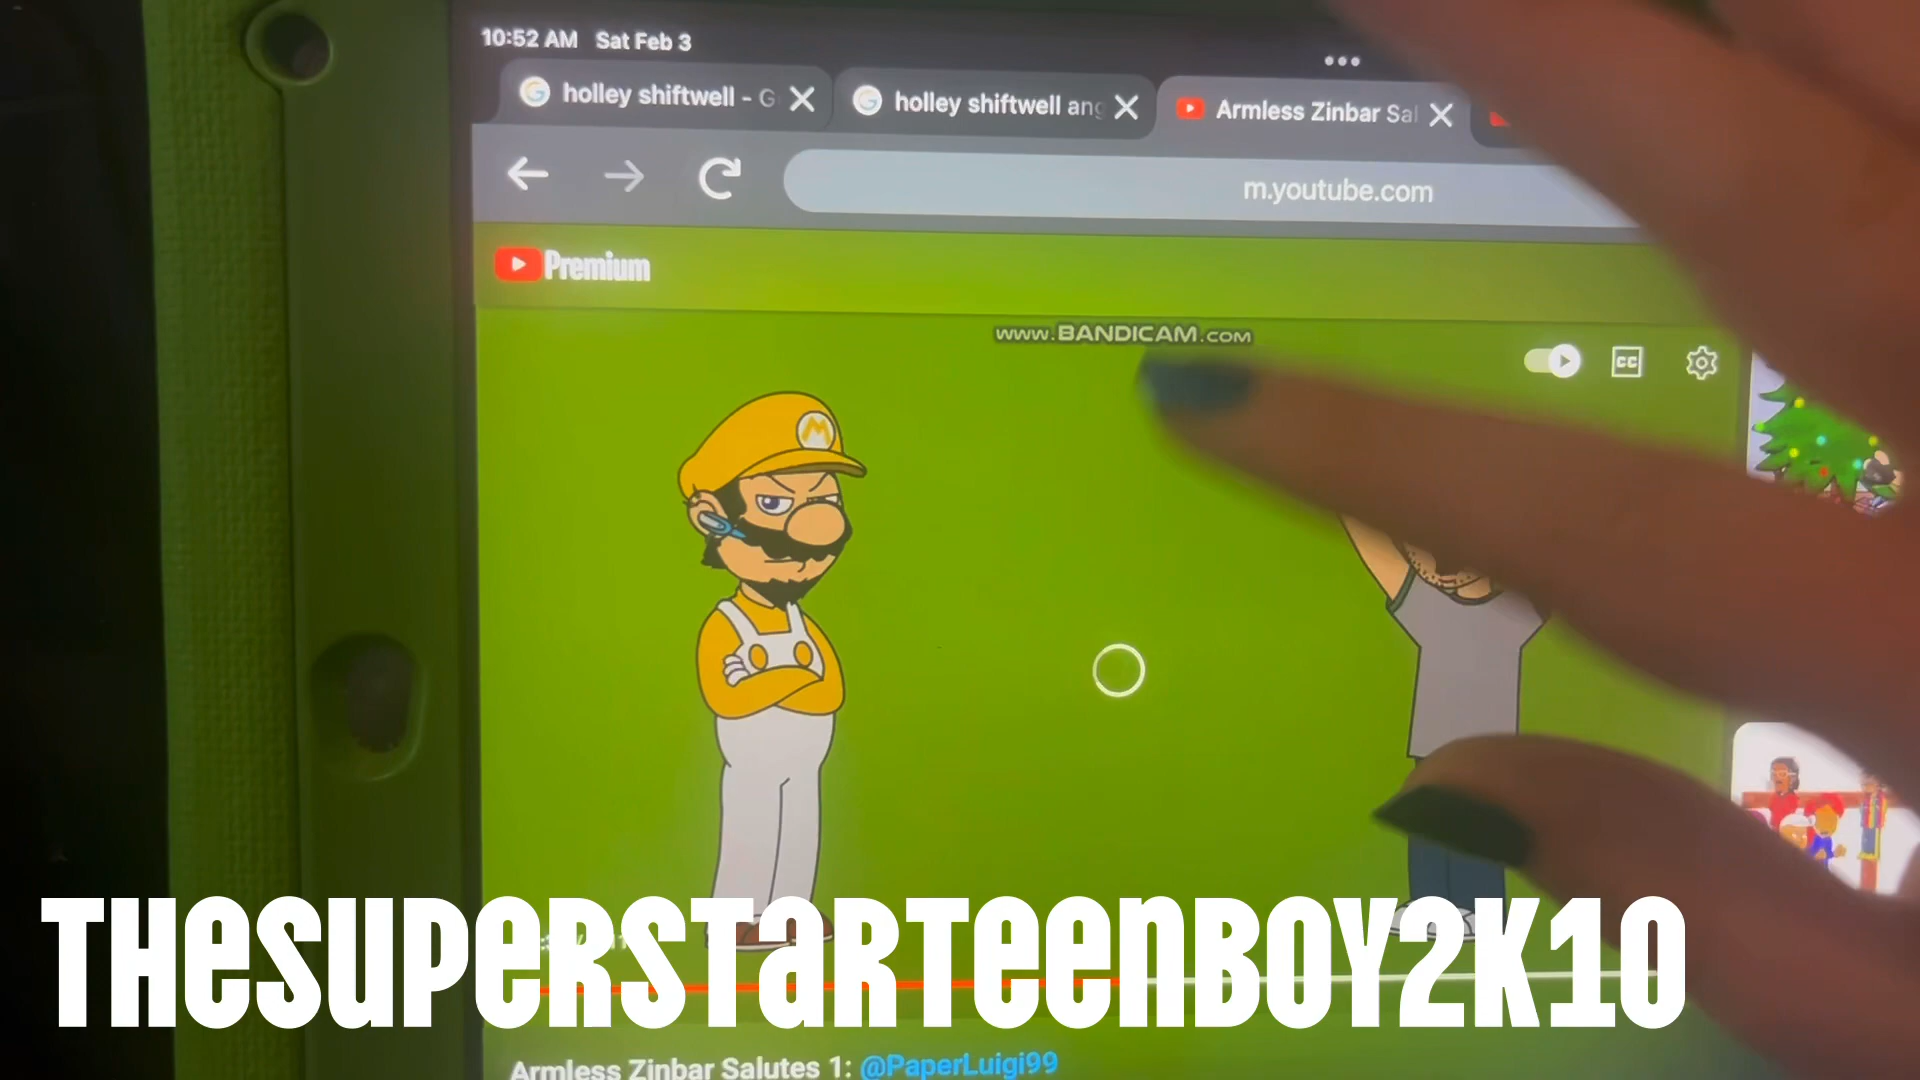 10:52 AM Sat Feb 3
holley shiftwell - G
holley shiftwell ang
Armless Zinbar Sal
m.youtube.com
Premium
www.BANDICAM.com
CC
M
THeSUPeRSTaRTeenBOY2K10
Armless Zinbar Salutes 1: @PaperLuigi99